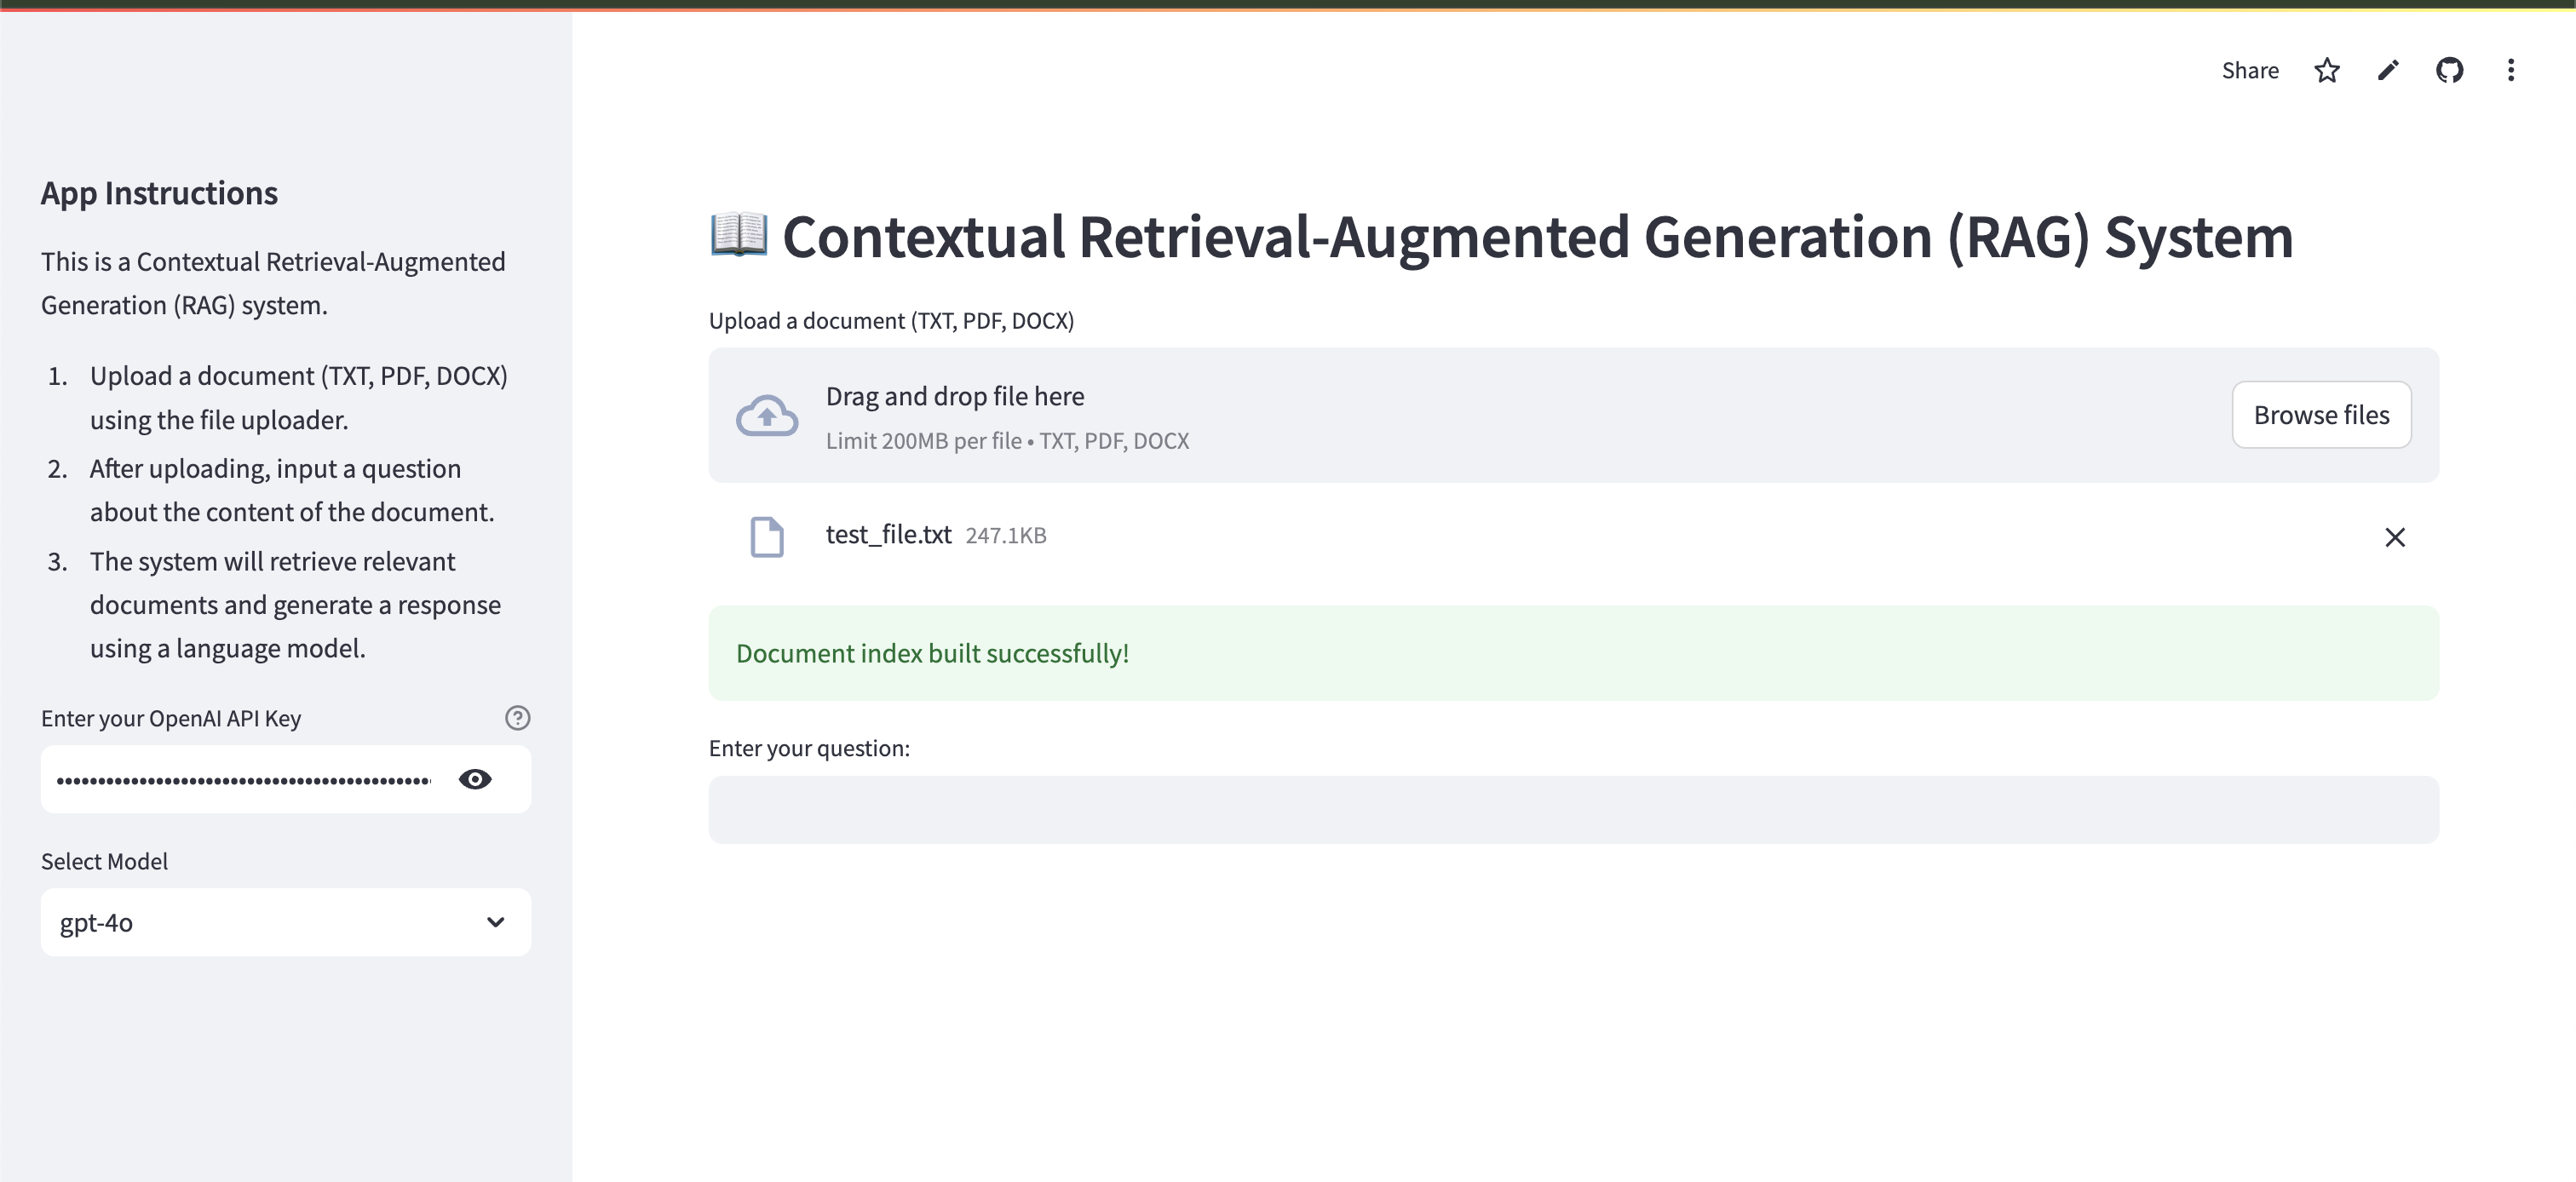 Share
App Instructions
This is a Contextual Retrieval-Augmented
Generation (RAG) system.
1. Upload a document (TXT, PDF, DOCX)
using the file uploader.
2. After uploading, input a question
about the content of the document.
3. The system will retrieve relevant
documents and generate a response
using a language model.
Enter your OpenAI API Key
Select Model
gpt-4o
Contextual Retrieval-Augmented Generation (RAG) System
Upload a document (TXT, PDF, DOCX)
Drag and drop file here
Limit 200MB per file • TXT, PDF, DOCX
Browse files
test_file.txt 247.1KB
Document index built successfully!
Enter your question: